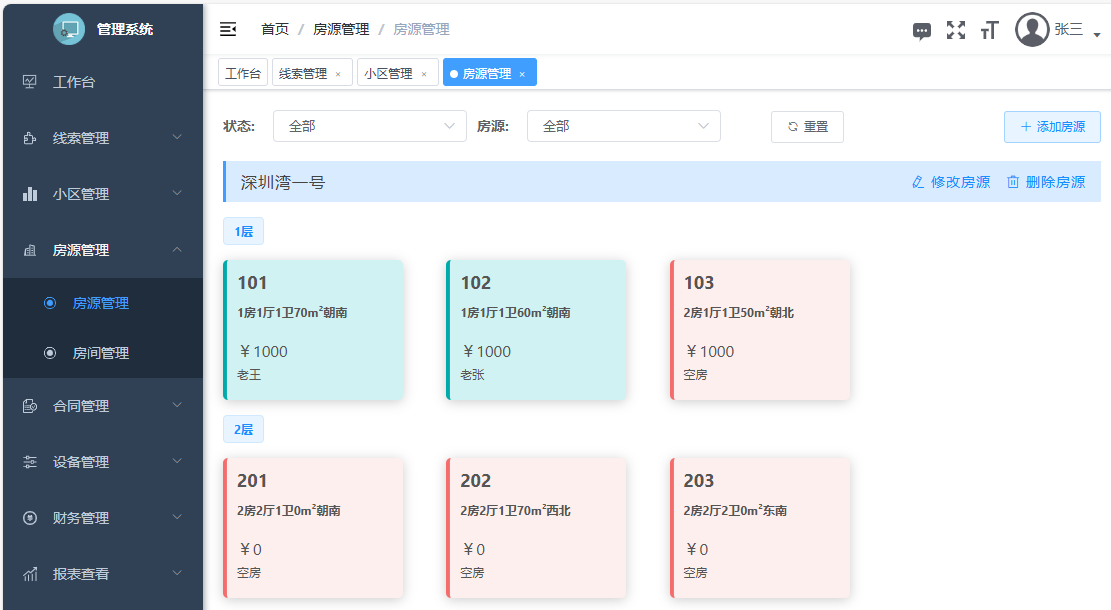 管理系统
工作台
线索管理
小区管理
房源管理
房源管理
房间管理
合同管理
设备管理
财务管理
报表查看
首页 / 房源管理 / 房源管理
张三
工作台
线索管理 ×
小区管理 ×
房源管理 ×
状态: 全部 房源: 全部 重置 + 添加房源
深圳湾一号 修改房源 删除房源
1层
101
1房1厅1卫70m²朝南
￥1000
老王
102
1房1厅1卫60m²朝南
￥1000
老张
103
2房1厅1卫50m²朝北
￥1000
空房
2层
201
2房2厅1卫0m²朝南
￥0
空房
202
2房2厅1卫70m²西北
￥0
空房
203
2房2厅2卫0m²东南
￥0
空房